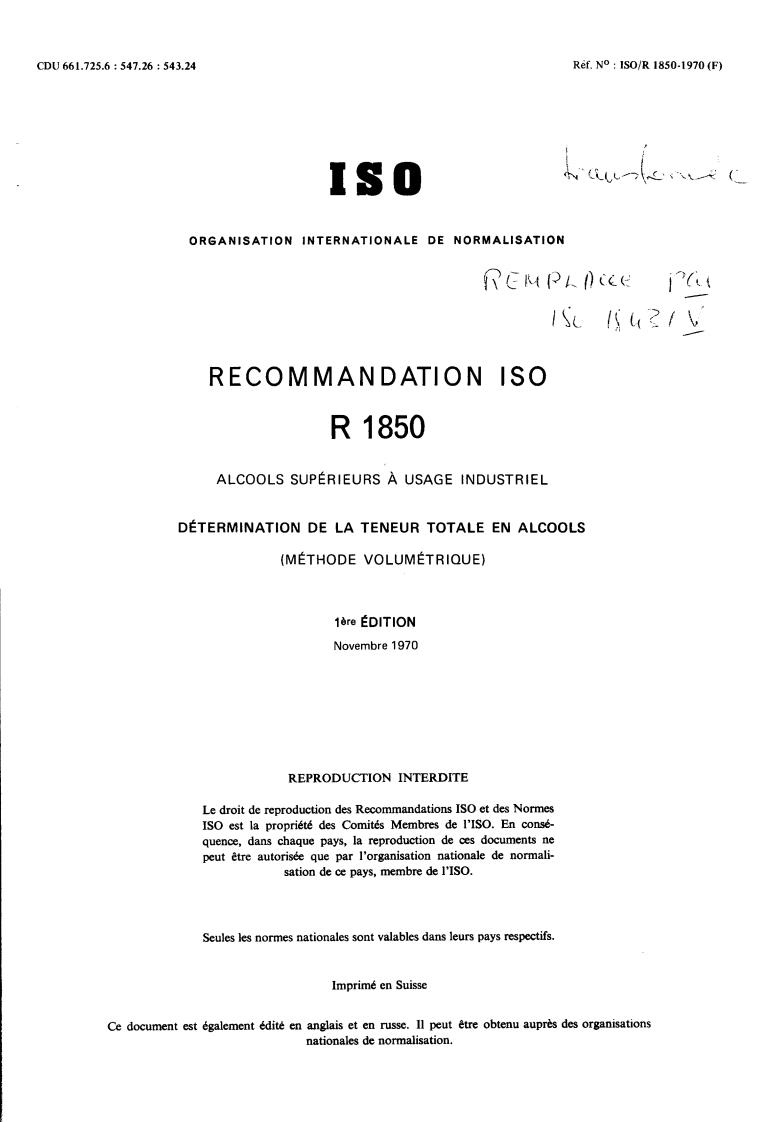 CDU 661.725.6 : 547.26 : 543.24
Réf. Nº : ISO/R 1850-1970 (F)
ISO
ORGANISATION INTERNATIONALE DE NORMALISATION
REMPLACEE par
RECOMMANDATION ISO
R 1850
ALCOOLS SUPÉRIEURS À USAGE INDUSTRIEL
DÉTERMINATION DE LA TENEUR TOTALE EN ALCOOLS
(MÉTHODE VOLUMÉTRIQUE)
1ère ÉDITION
Novembre 1970
REPRODUCTION INTERDITE
Le droit de reproduction des Recommandations ISO et des Normes
ISO est la propriété des Comités Membres de l'ISO. En consé-
quence, dans chaque pays, la reproduction de ces documents ne
peut être autorisée que par l'organisation nationale de normali-
sation de ce pays, membre de l'ISO.
Seules les normes nationales sont valables dans leurs pays respectifs.
Imprimé en Suisse
Ce document est également édité en anglais et en russe. Il peut être obtenu auprès des organisations
nationales de normalisation.